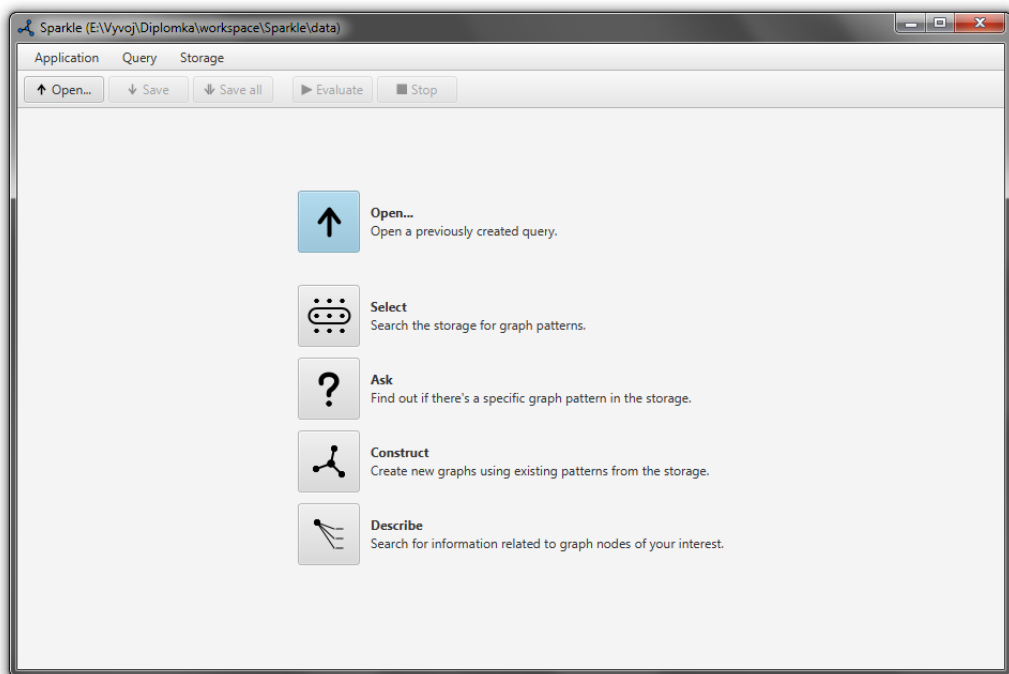 Sparkle (E:\Vyvoj\Diplomka\workspace\Sparkle\data)
Application Query Storage
Open... Save Save all Evaluate Stop
Open...
Open a previously created query.
Select
Search the storage for graph patterns.
Ask
Find out if there's a specific graph pattern in the storage.
Construct
Create new graphs using existing patterns from the storage.
Describe
Search for information related to graph nodes of your interest.